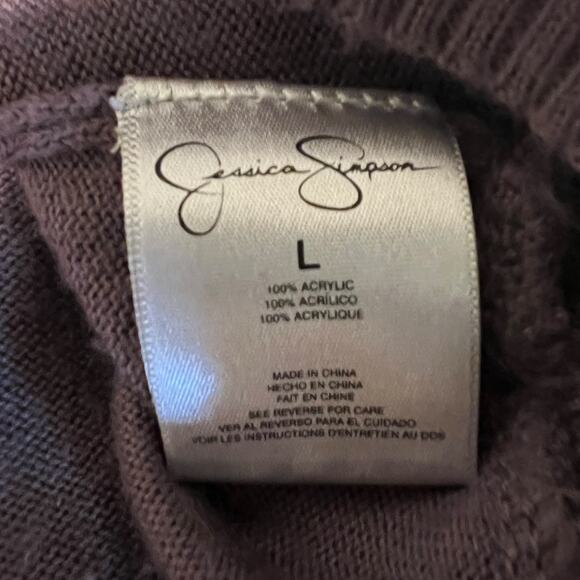 Jessica Simpson
L
100% ACRYLIC
100% ACRÍLICO
100% ACRYLIQUE
MADE IN CHINA
HECHO EN CHINA
FAIT EN CHINE
SEE REVERSE FOR CARE
VER AL REVERSO PARA EL CUIDADO
VOIR LES INSTRUCTIONS D'ENTRETIEN AU DOS